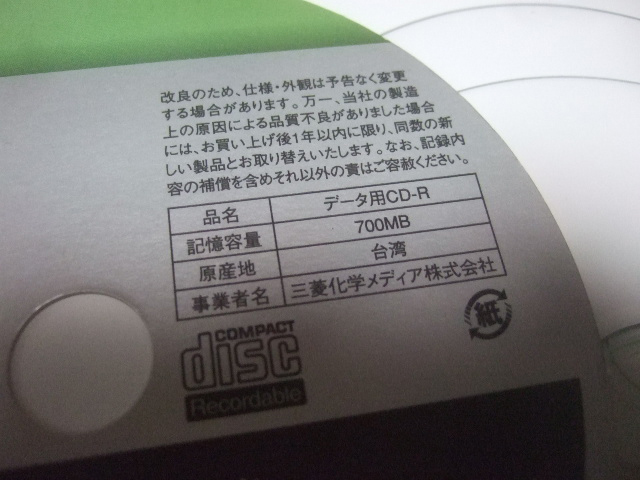 改良のため、仕様・外観は予告なく変更
する場合があります。万一、当社の製造
上の原因による品質不良がありました場合
には、お買い上げ後1年以内に限り、同数の新
しい製品とお取り替えいたします。なお、記録内
容の補償を含めそれ以外の責はご容赦ください。
品名 データ用CD-R
記憶容量 700MB
原産地 台湾
事業者名 三菱化学メディア株式会社
紙
COMPACT
disc
Recordable